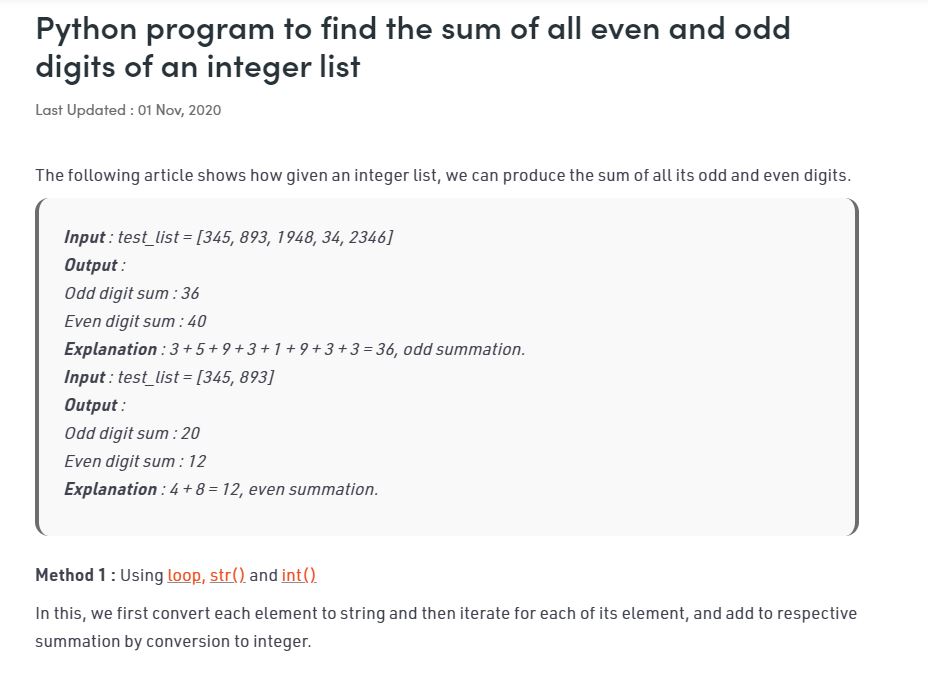 Python program to find the sum of all even and odd
digits of an integer list
Last Updated : 01 Nov, 2020
The following article shows how given an integer list, we can produce the sum of all its odd and even digits.
Input : test_list = [345, 893, 1948, 34, 2346]
Output :
Odd digit sum : 36
Even digit sum : 40
Explanation : 3 + 5 + 9 + 3 + 1 + 9 + 3 + 3 = 36, odd summation.
Input : test_list = [345, 893]
Output :
Odd digit sum : 20
Even digit sum : 12
Explanation : 4 + 8 = 12, even summation.
Method 1 : Using loop, str() and int()
In this, we first convert each element to string and then iterate for each of its element, and add to respective
summation by conversion to integer.